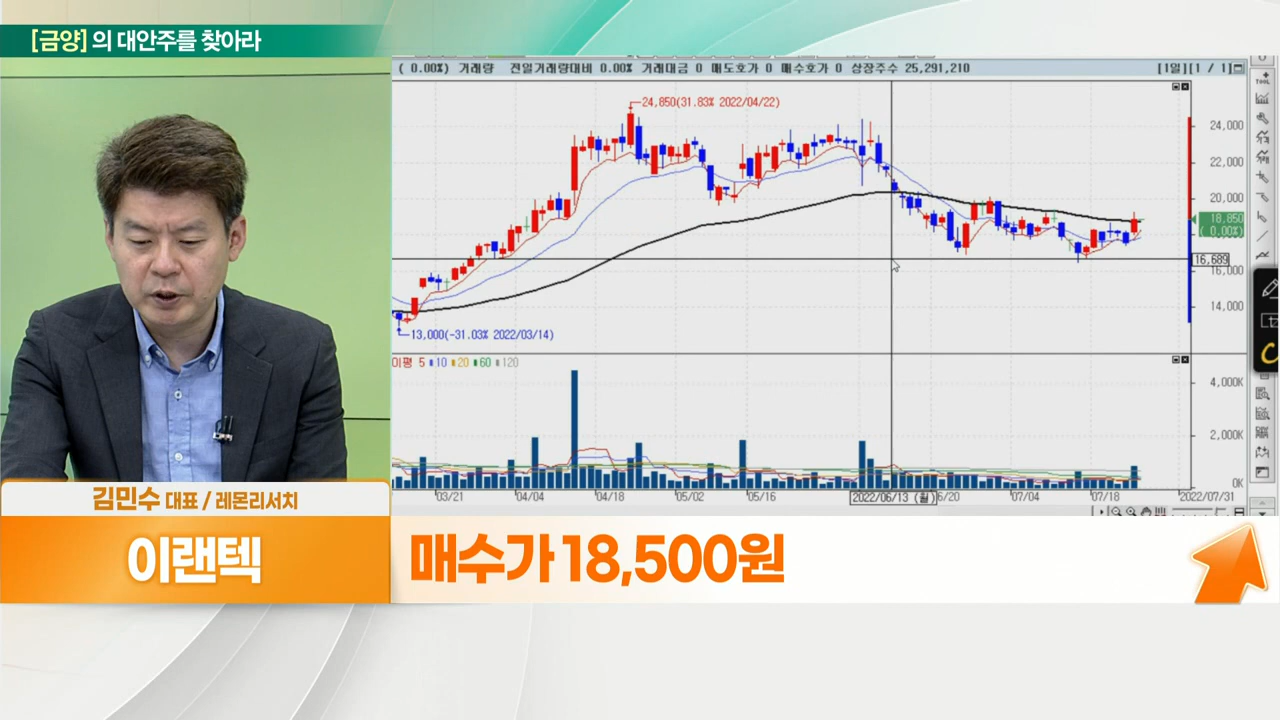 [금양] 의 대안주를 찾아라
( 0.00%) 거래량 전일거래량대비 0.00% 거래대금 0 매도호가 0 매수호가 0 상장주수 25,291,210 [1일][1 / 1]
24,850(31.83% 2022/04/22)
24,000
22,000
20,000
18,850
( 0.00%)
16,689
16,000
14,000
13,000(-31.03% 2022/03/14)
이평 5 10 20 60 120
4,000K
2,000K
0K
03/21 04/04 04/18 05/02 05/16 2022/06/13 (월) 6/20 07/04 07/18 2022/07/31
김민수 대표 / 레몬리서치
이랜텍
매수가 18,500원